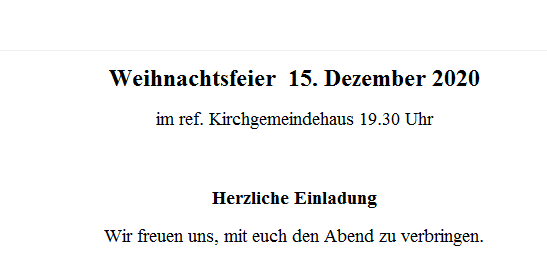 Weihnachtsfeier  15. Dezember 2020
im ref. Kirchgemeindehaus 19.30 Uhr
Herzliche Einladung
Wir freuen uns, mit euch den Abend zu verbringen.